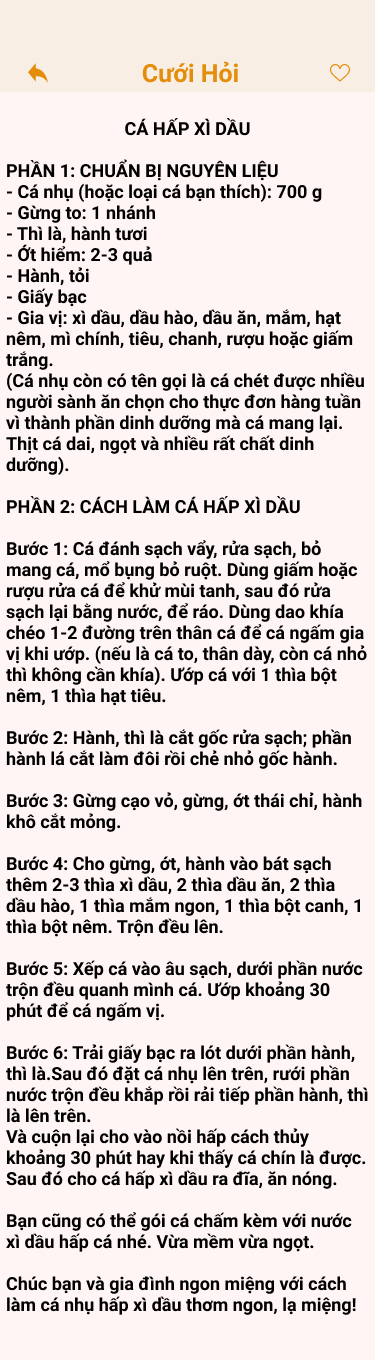 Cưới Hỏi
CÁ HẤP XÌ DẦU
PHẦN 1: CHUẨN BỊ NGUYÊN LIỆU
- Cá nhụ (hoặc loại cá bạn thích): 700 g
- Gừng to: 1 nhánh
- Thì là, hành tươi
- Ớt hiểm: 2-3 quả
- Hành, tỏi
- Giấy bạc
- Gia vị: xì dầu, dầu hào, dầu ăn, mắm, hạt
nêm, mì chính, tiêu, chanh, rượu hoặc giấm
trắng.
(Cá nhụ còn có tên gọi là cá chét được nhiều
người sành ăn chọn cho thực đơn hàng tuần
vì thành phần dinh dưỡng mà cá mang lại.
Thịt cá dai, ngọt và nhiều rất chất dinh
dưỡng).
PHẦN 2: CÁCH LÀM CÁ HẤP XÌ DẦU
Bước 1: Cá đánh sạch vẩy, rửa sạch, bỏ
mang cá, mổ bụng bỏ ruột. Dùng giấm hoặc
rượu rửa cá để khử mùi tanh, sau đó rửa
sạch lại bằng nước, để ráo. Dùng dao khía
chéo 1-2 đường trên thân cá để cá ngấm gia
vị khi ướp. (nếu là cá to, thân dày, còn cá nhỏ
thì không cần khía). Ướp cá với 1 thìa bột
nêm, 1 thìa hạt tiêu.
Bước 2: Hành, thì là cắt gốc rửa sạch; phần
hành lá cắt làm đôi rồi chẻ nhỏ gốc hành.
Bước 3: Gừng cạo vỏ, gừng, ớt thái chỉ, hành
khô cắt mỏng.
Bước 4: Cho gừng, ớt, hành vào bát sạch
thêm 2-3 thìa xì dầu, 2 thìa dầu ăn, 2 thìa
dầu hào, 1 thìa mắm ngon, 1 thìa bột canh, 1
thìa bột nêm. Trộn đều lên.
Bước 5: Xếp cá vào âu sạch, dưới phần nước
trộn đều quanh mình cá. Ướp khoảng 30
phút để cá ngấm vị.
Bước 6: Trải giấy bạc ra lót dưới phần hành,
thì là.Sau đó đặt cá nhụ lên trên, rưới phần
nước trộn đều khắp rồi rải tiếp phần hành, thì
là lên trên.
Và cuộn lại cho vào nồi hấp cách thủy
khoảng 30 phút hay khi thấy cá chín là được.
Sau đó cho cá hấp xì dầu ra đĩa, ăn nóng.
Bạn cũng có thể gói cá chấm kèm với nước
xì dầu hấp cá nhé. Vừa mềm vừa ngọt.
Chúc bạn và gia đình ngon miệng với cách
làm cá nhụ hấp xì dầu thơm ngon, lạ miệng!